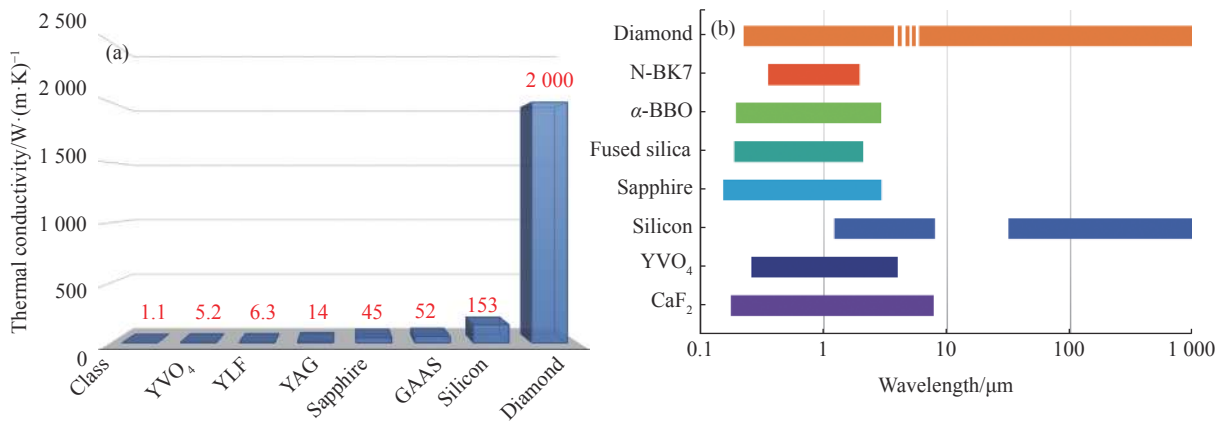 (a)
Thermal conductivity/W·(m·K)⁻¹
2 500
2 000
1 500
1 000
500
0
1.1
5.2
6.3
14
45
52
153
2 000
Class
YVO₄
YLF
YAG
Sapphire
GAAS
Silicon
Diamond
(b)
Diamond
N-BK7
α-BBO
Fused silica
Sapphire
Silicon
YVO₄
CaF₂
0.1
1
10
100
1 000
Wavelength/μm